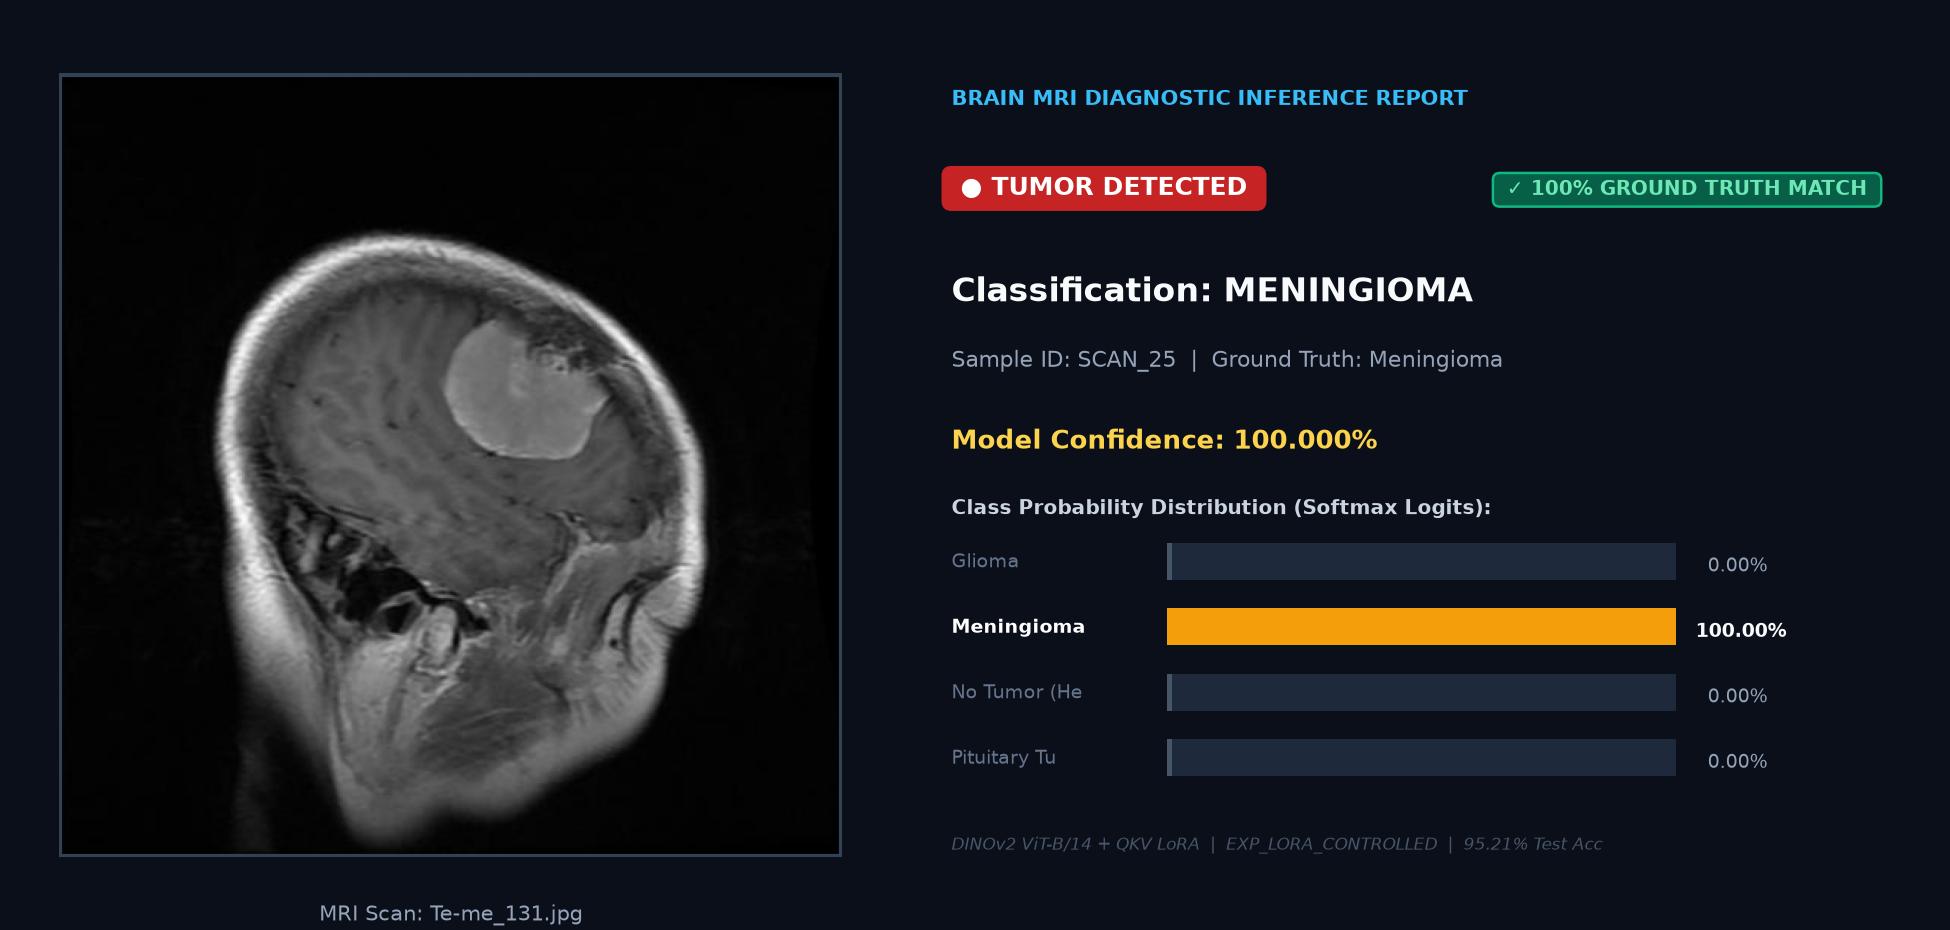 BRAIN MRI DIAGNOSTIC INFERENCE REPORT
● TUMOR DETECTED
✓ 100% GROUND TRUTH MATCH
Classification: MENINGIOMA
Sample ID: SCAN_25 | Ground Truth: Meningioma
Model Confidence: 100.000%
Class Probability Distribution (Softmax Logits):
Glioma 0.00%
Meningioma 100.00%
No Tumor (He 0.00%
Pituitary Tu 0.00%
DINOv2 ViT-B/14 + QKV LoRA | EXP_LORA_CONTROLLED | 95.21% Test Acc
MRI Scan: Te-me_131.jpg